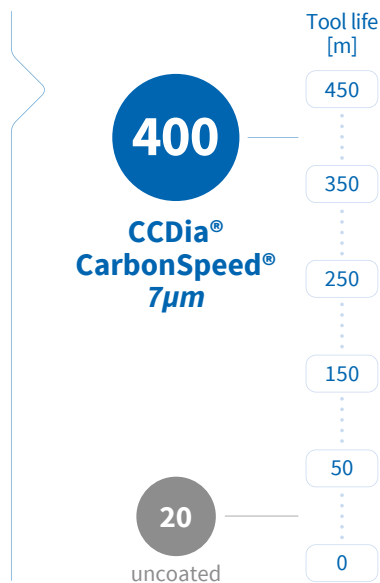 Tool life
[m]
450
400
350
CCDia®
CarbonSpeed®
7µm
250
150
50
20
uncoated
0